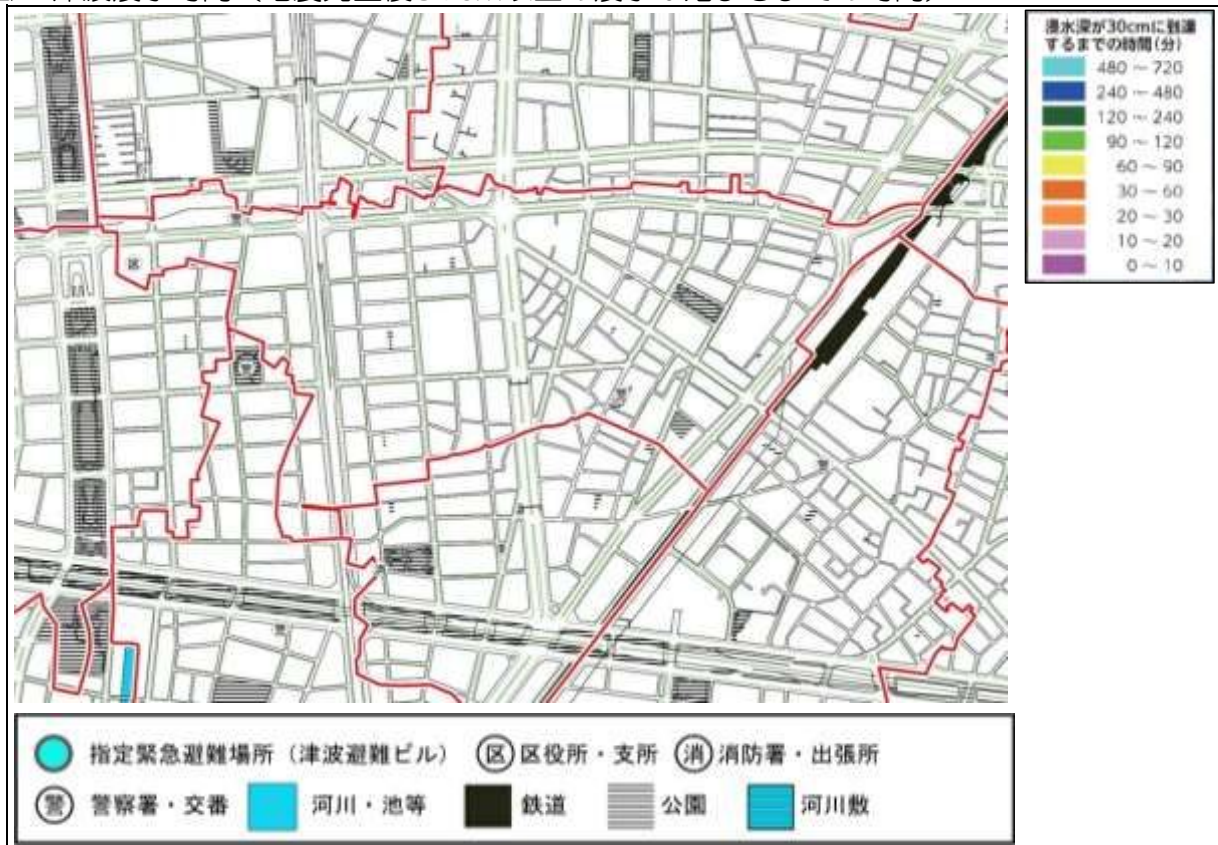 浸水深が30cmに到達
するまでの時間(分)
480 ~ 720
240 ~ 480
120 ~ 240
90 ~ 120
60 ~ 90
30 ~ 60
20 ~ 30
10 ~ 20
0 ~ 10
区
指定緊急避難場所(津波避難ビル)
区 区役所・支所
消 消防署・出張所
警 警察署・交番
河川・池等
鉄道
公園
河川敷